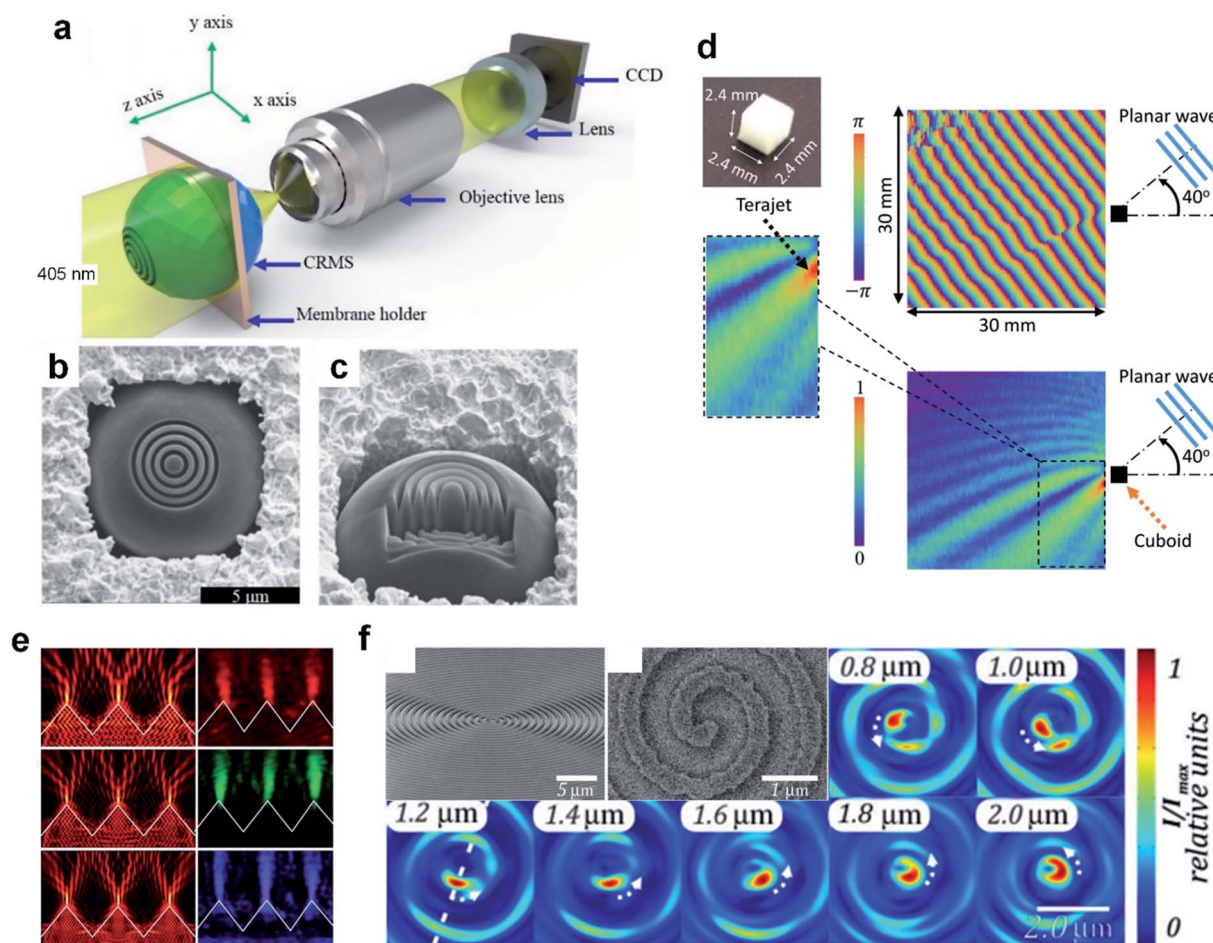 a
y axis
z axis
x axis
CCD
Lens
Objective lens
CRMS
405 nm
Membrane holder
b
5 μm
c
d
2.4 mm
2.4 mm
2.4 mm
Terajet
π
−π
30 mm
30 mm
Planar wave
40°
1
0
Planar wave
40°
Cuboid
e
f
5 μm
1 μm
0.8 μm
1.0 μm
1.2 μm
1.4 μm
1.6 μm
1.8 μm
2.0 μm
2.0 μm
1
I/Imax
relative units
0